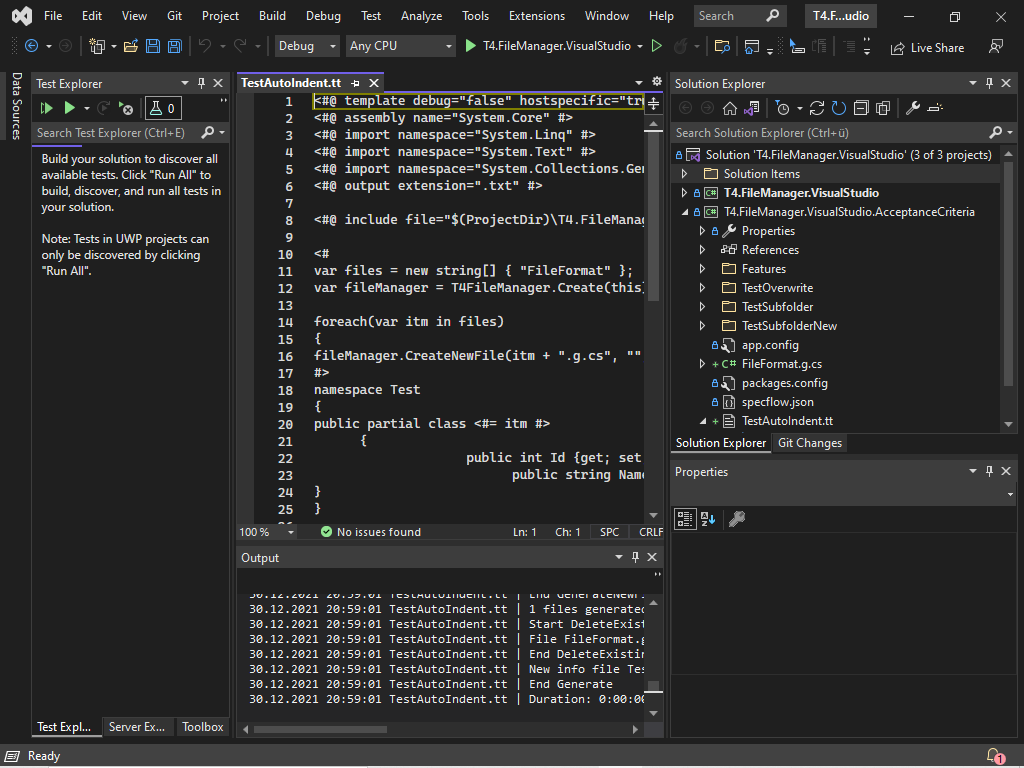 File Edit View Git Project Build Debug Test Analyze Tools Extensions Window Help Search T4.F...udio
Debug Any CPU T4.FileManager.VisualStudio Live Share
Data Sources
Test Explorer
0
Search Test Explorer (Ctrl+E)
Build your solution to discover all
available tests. Click "Run All" to
build, discover, and run all tests in
your solution.
Note: Tests in UWP projects can
only be discovered by clicking
"Run All".
Test Expl... Server Ex... Toolbox
TestAutoIndent.tt
1 <#@ template debug="false" hostspecific="tr
2 <#@ assembly name="System.Core" #>
3 <#@ import namespace="System.Linq" #>
4 <#@ import namespace="System.Text" #>
5 <#@ import namespace="System.Collections.Gen
6 <#@ output extension=".txt" #>
7
8 <#@ include file="$(ProjectDir)\T4.FileManag
9
10 <#
11 var files = new string[] { "FileFormat" };
12 var fileManager = T4FileManager.Create(this)
13
14 foreach(var itm in files)
15 {
16 fileManager.CreateNewFile(itm + ".g.cs", ""
17 #>
18 namespace Test
19 {
20 public partial class <#= itm #>
21 {
22 public int Id {get; set
23 public string Name
24 }
25 }
100 % No issues found Ln: 1 Ch: 1 SPC CRLF
Output
30.12.2021 20:59:01 TestAutoIndent.tt | End GenerateNewFi
30.12.2021 20:59:01 TestAutoIndent.tt | 1 files generated
30.12.2021 20:59:01 TestAutoIndent.tt | Start DeleteExist
30.12.2021 20:59:01 TestAutoIndent.tt | File FileFormat.g
30.12.2021 20:59:01 TestAutoIndent.tt | End DeleteExistin
30.12.2021 20:59:01 TestAutoIndent.tt | New info file Tes
30.12.2021 20:59:01 TestAutoIndent.tt | End Generate
30.12.2021 20:59:01 TestAutoIndent.tt | Duration: 0:00:00
Solution Explorer
Search Solution Explorer (Ctrl+ü)
Solution 'T4.FileManager.VisualStudio' (3 of 3 projects)
Solution Items
C# T4.FileManager.VisualStudio
C# T4.FileManager.VisualStudio.AcceptanceCriteria
Properties
References
Features
TestOverwrite
TestSubfolder
TestSubfolderNew
app.config
+ C# FileFormat.g.cs
packages.config
specflow.json
+ TestAutoIndent.tt
Solution Explorer Git Changes
Properties
Ready 1